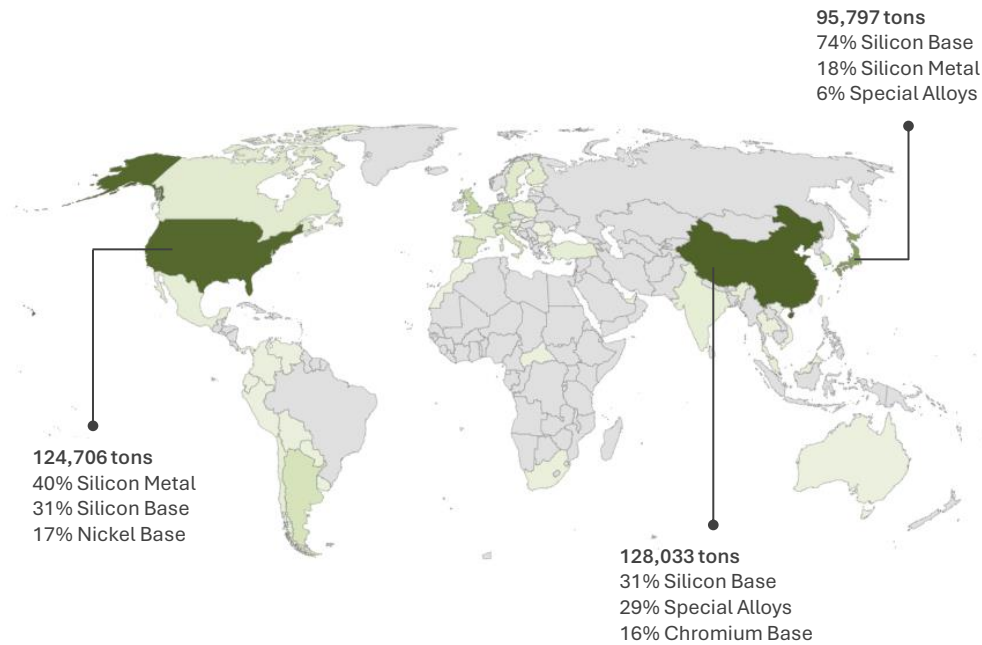 95,797 tons
74% Silicon Base
18% Silicon Metal
6% Special Alloys
124,706 tons
40% Silicon Metal
31% Silicon Base
17% Nickel Base
128,033 tons
31% Silicon Base
29% Special Alloys
16% Chromium Base